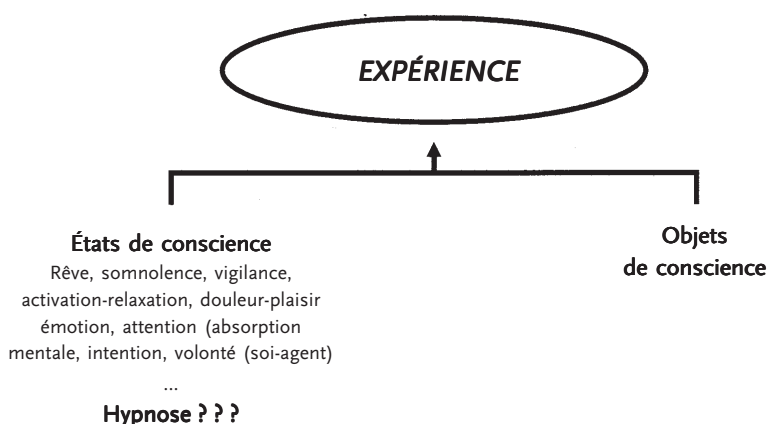 EXPÉRIENCE
États de conscience
Rêve, somnolence, vigilance,
activation-relaxation, douleur-plaisir
émotion, attention (absorption
mentale, intention, volonté (soi-agent)
...
Hypnose ? ? ?
Objets
de conscience